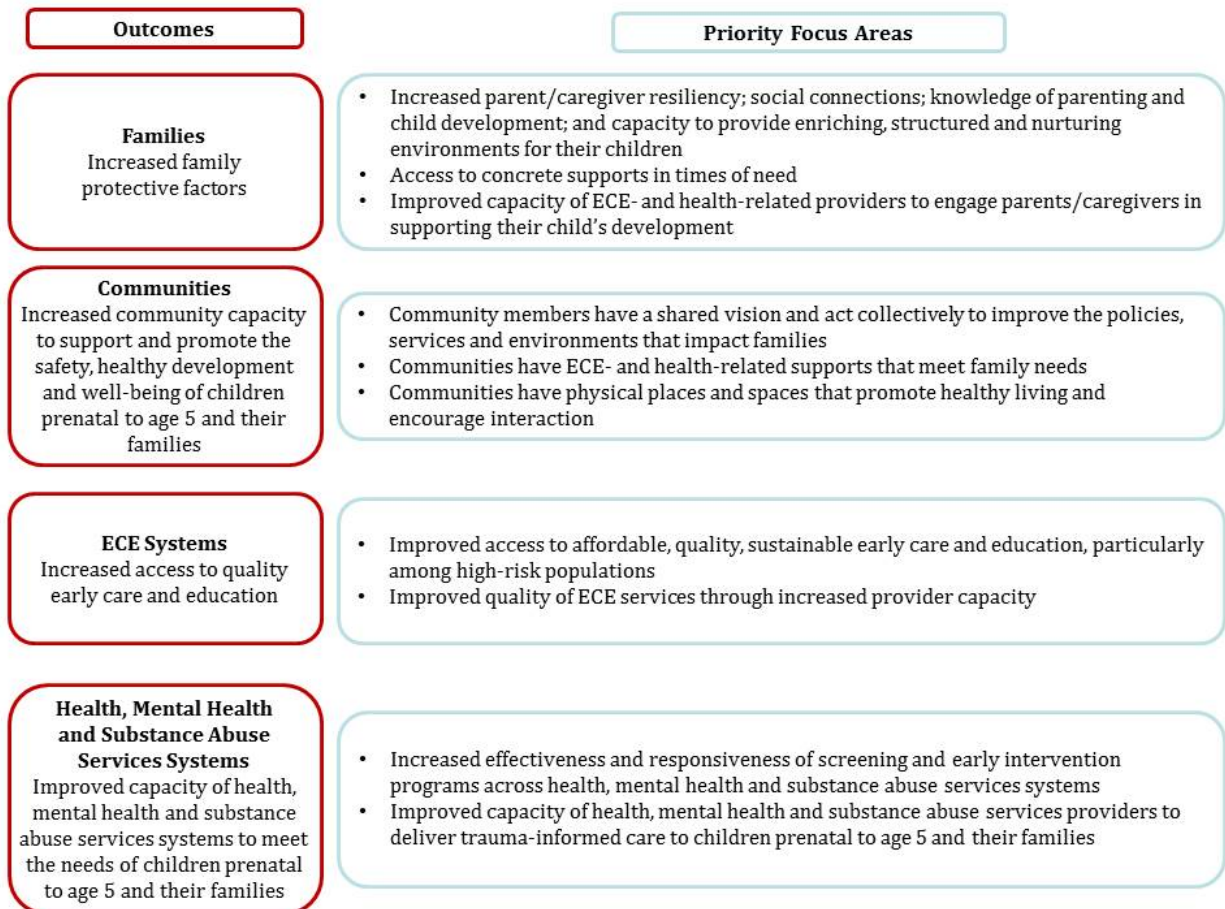 Outcomes
Priority Focus Areas
Families
Increased family
protective factors
• Increased parent/caregiver resiliency; social connections; knowledge of parenting and
child development; and capacity to provide enriching, structured and nurturing
environments for their children
• Access to concrete supports in times of need
• Improved capacity of ECE- and health-related providers to engage parents/caregivers in
supporting their child’s development
Communities
Increased community capacity
to support and promote the
safety, healthy development
and well-being of children
prenatal to age 5 and their
families
• Community members have a shared vision and act collectively to improve the policies,
services and environments that impact families
• Communities have ECE- and health-related supports that meet family needs
• Communities have physical places and spaces that promote healthy living and
encourage interaction
ECE Systems
Increased access to quality
early care and education
• Improved access to affordable, quality, sustainable early care and education, particularly
among high-risk populations
• Improved quality of ECE services through increased provider capacity
Health, Mental Health
and Substance Abuse
Services Systems
Improved capacity of health,
mental health and substance
abuse services systems to meet
the needs of children prenatal
to age 5 and their families
• Increased effectiveness and responsiveness of screening and early intervention
programs across health, mental health and substance abuse services systems
• Improved capacity of health, mental health and substance abuse services providers to
deliver trauma-informed care to children prenatal to age 5 and their families